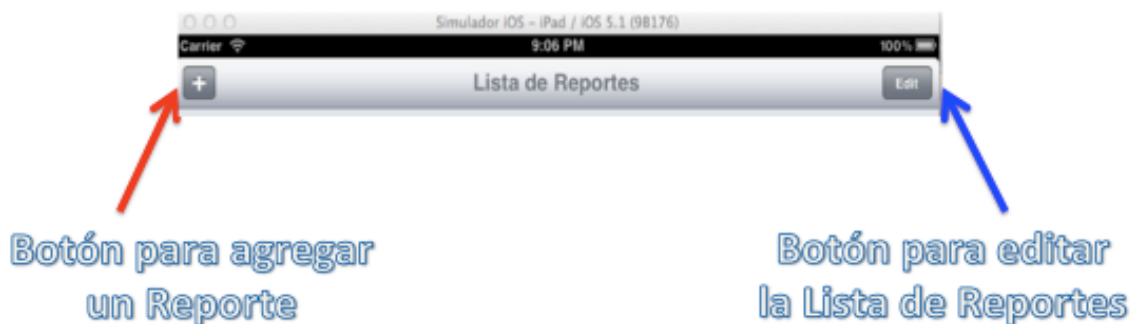 Simulador iOS – iPad / iOS 5.1 (9B176)
Carrier 9:06 PM 100%
+ Lista de Reportes Edit
Botón para agregar
un Reporte
Botón para editar
la Lista de Reportes